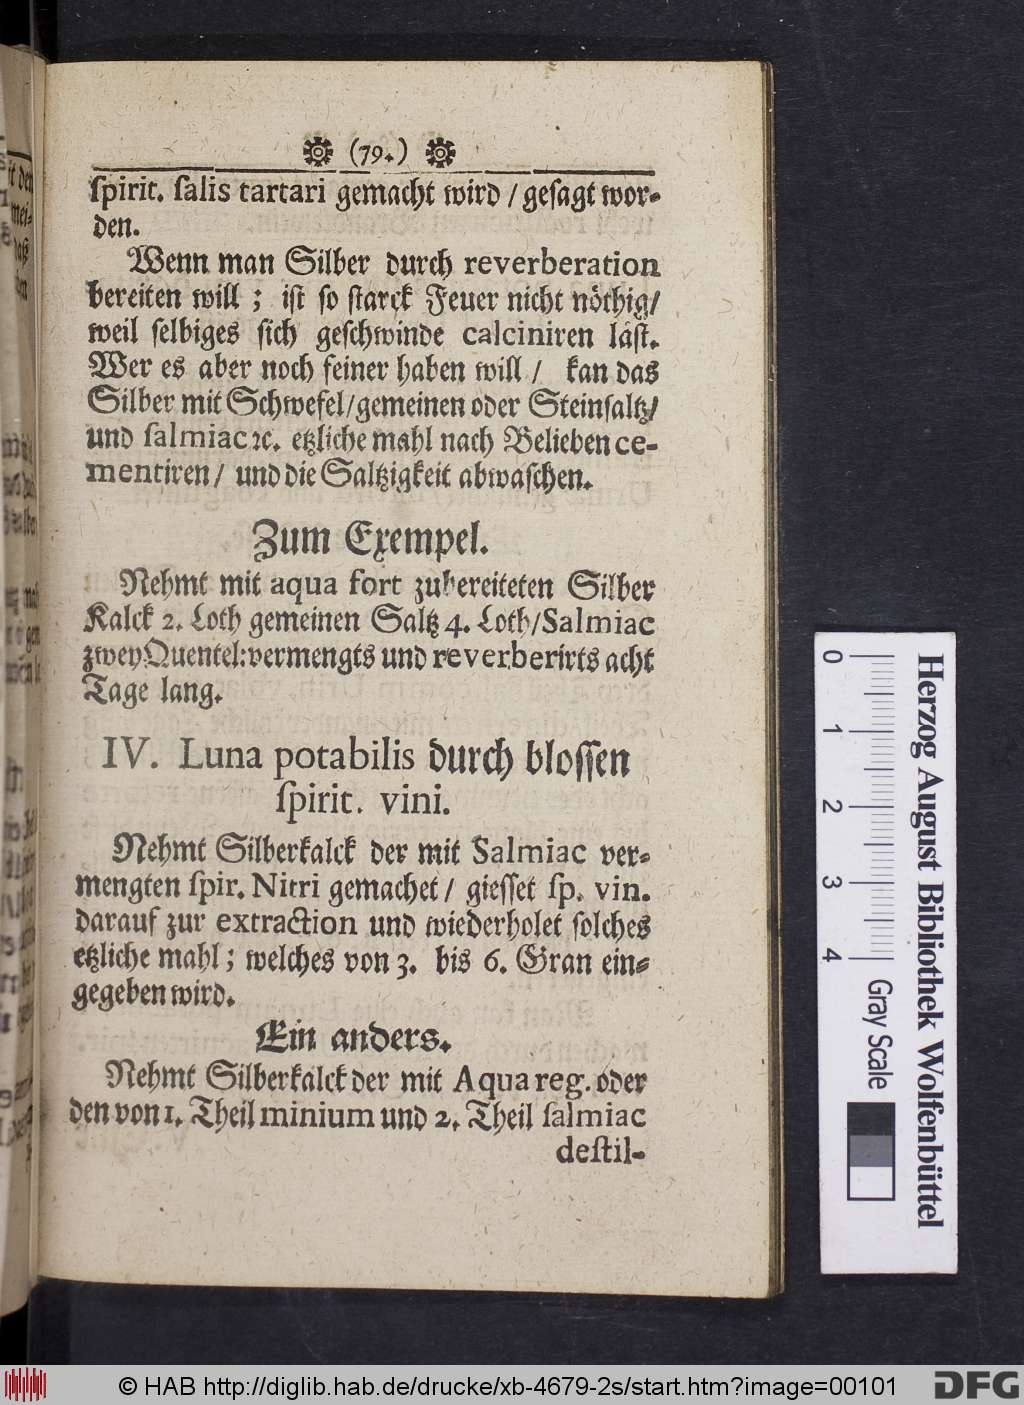 (79.)
ſpirit. ſalis tartari gemacht wird / geſagt wor-
den.
Wenn man Silber durch reverberation
bereiten will ; iſt ſo ſtarck Feuer nicht nöthig/
weil ſelbiges ſich geſchwinde calciniren läſt.
Wer es aber noch feiner haben will / kan das
Silber mit Schwefel/gemeinen oder Steinſaltz/
und ſalmiac ꝛc. etzliche mahl nach Belieben ce-
mentiren / und die Saltzigkeit abwaſchen.
Zum Exempel.
Nehmt mit aqua fort zubereiteten Silber
Kalck 2. Loth gemeinen Saltz 4. Loth/Salmiac
zwey Quentel: vermengts und reverberirts acht
Tage lang.
IV. Luna potabilis durch bloſſen
ſpirit. vini.
Nehmt Silberkalck der mit Salmiac ver-
mengten ſpir. Nitri gemachet / gieſſet ſp. vin.
darauf zur extraction und wiederholet ſolches
etzliche mahl ; welches von 3. bis 6. Gran ein-
gegeben wird.
Ein anders.
Nehmt Silberkalck der mit Aqua reg. oder
den von 1. Theil minium und 2. Theil ſalmiac
deſtil-
0 1 2 3 4
Herzog August Bibliothek Wolfenbüttel
Gray Scale
© HAB http://diglib.hab.de/drucke/xb-4679-2s/start.htm?image=00101
DFG